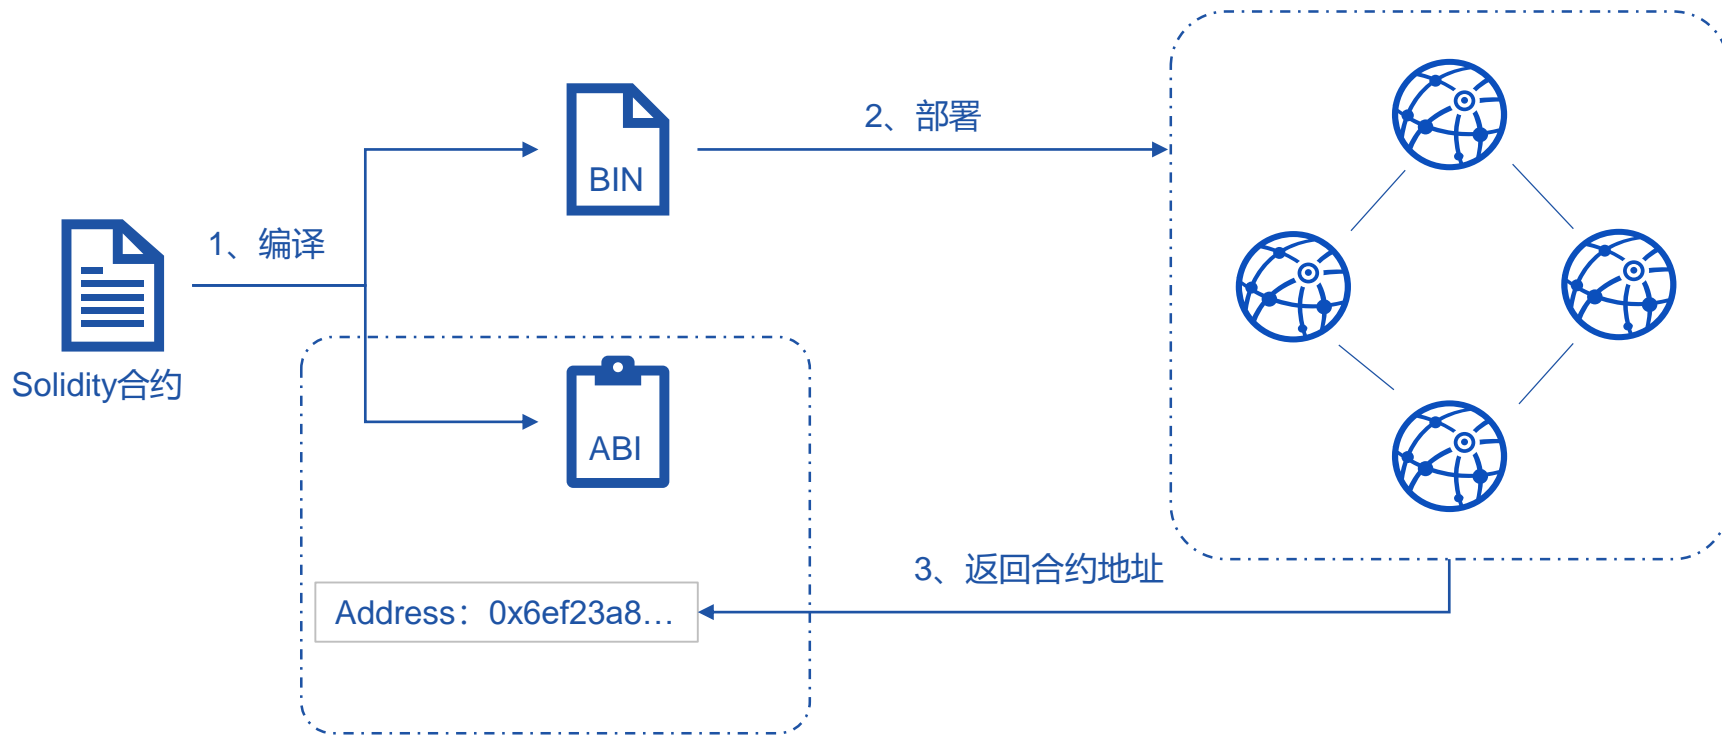 2、部署
BIN
1、编译
Solidity合约
ABI
3、返回合约地址
Address：0x6ef23a8…